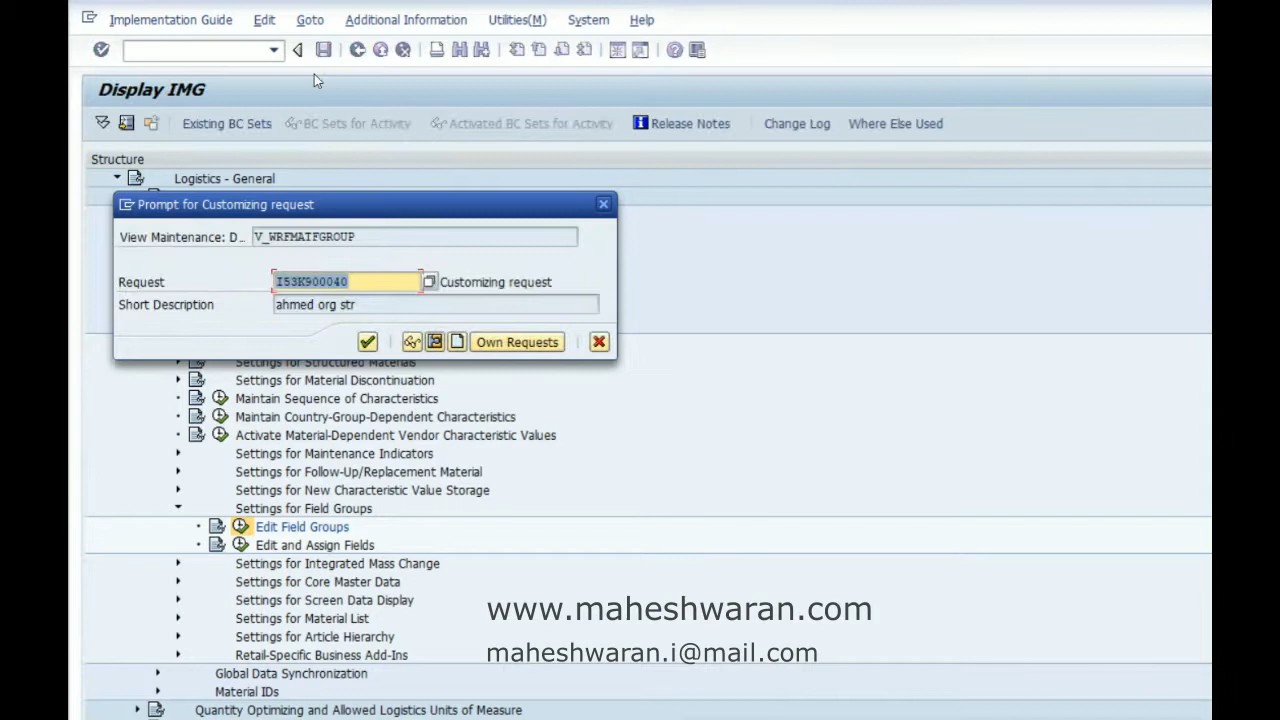 Implementation Guide Edit Goto Additional Information Utilities(M) System Help
Display IMG
Existing BC Sets BC Sets for Activity Activated BC Sets for Activity Release Notes Change Log Where Else Used
Structure
Logistics - General
Prompt for Customizing request
View Maintenance: D... V_WRFMATFGROUP
Request I53K900040 Customizing request
Short Description ahmed org str
Own Requests
Settings for Structured Materials
Settings for Material Discontinuation
Maintain Sequence of Characteristics
Maintain Country-Group-Dependent Characteristics
Activate Material-Dependent Vendor Characteristic Values
Settings for Maintenance Indicators
Settings for Follow-Up/Replacement Material
Settings for New Characteristic Value Storage
Settings for Field Groups
Edit Field Groups
Edit and Assign Fields
Settings for Integrated Mass Change
Settings for Core Master Data
Settings for Screen Data Display
Settings for Material List
Settings for Article Hierarchy
Retail-Specific Business Add-Ins
Global Data Synchronization
Material IDs
Quantity Optimizing and Allowed Logistics Units of Measure
www.maheshwaran.com
maheshwaran.i@mail.com